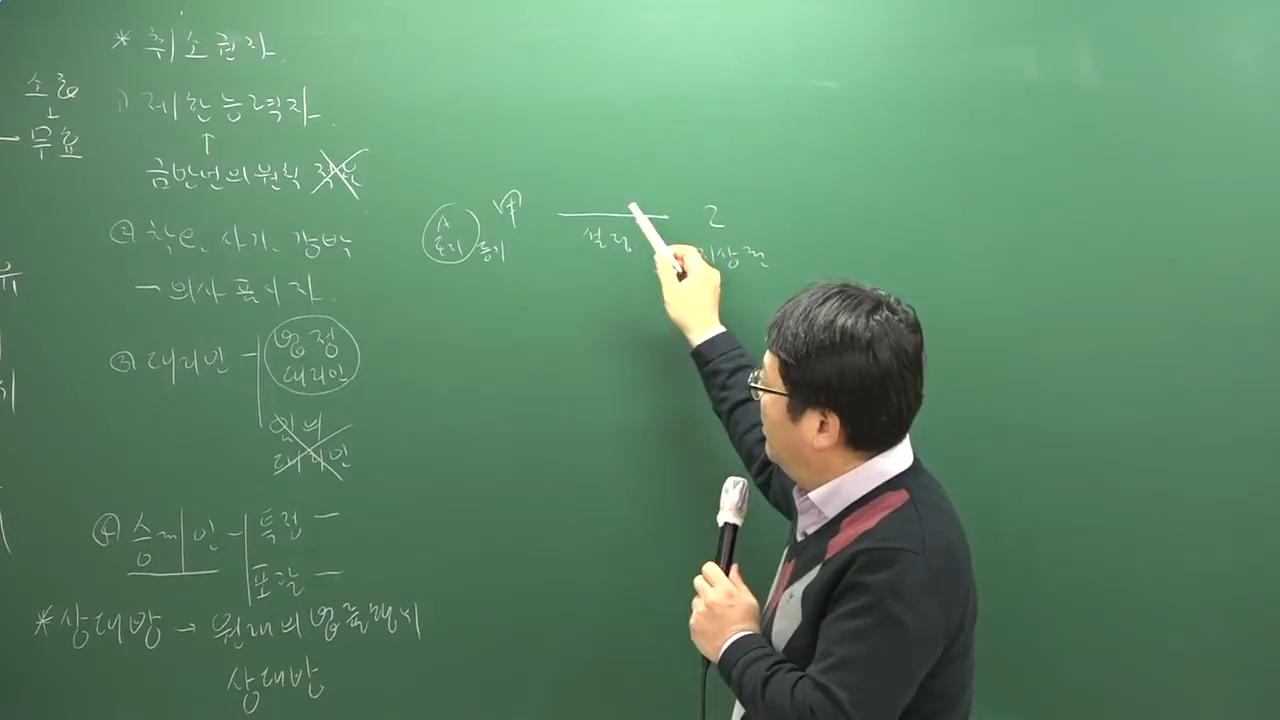 * 취소권자
소급
무효
1) 제한능력자
↑
금반언의 원칙
② 착오, 사기, 강박
- 의사표시자
③ 대리인 - 법정
대리인
임의
대리인
④ 승계인 - 특정 -
포괄 -
* 상대방 → 원래의 법률행위
상대방
A
토지
등기
설정
乙
지상권